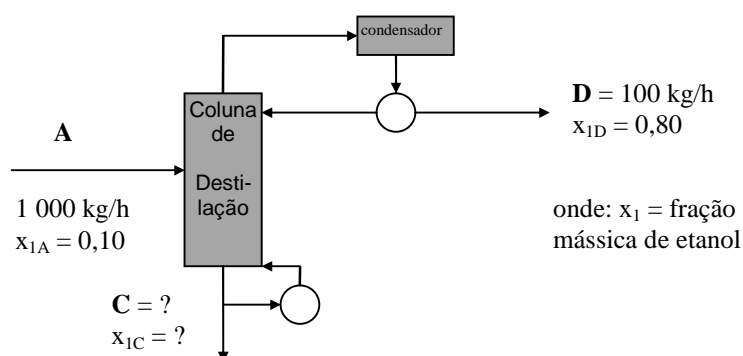 condensador
Coluna
de
Desti-
lação
A
1 000 kg/h
x1A = 0,10
D = 100 kg/h
x1D = 0,80
onde: x1 = fração
mássica de etanol
C = ?
x1C = ?